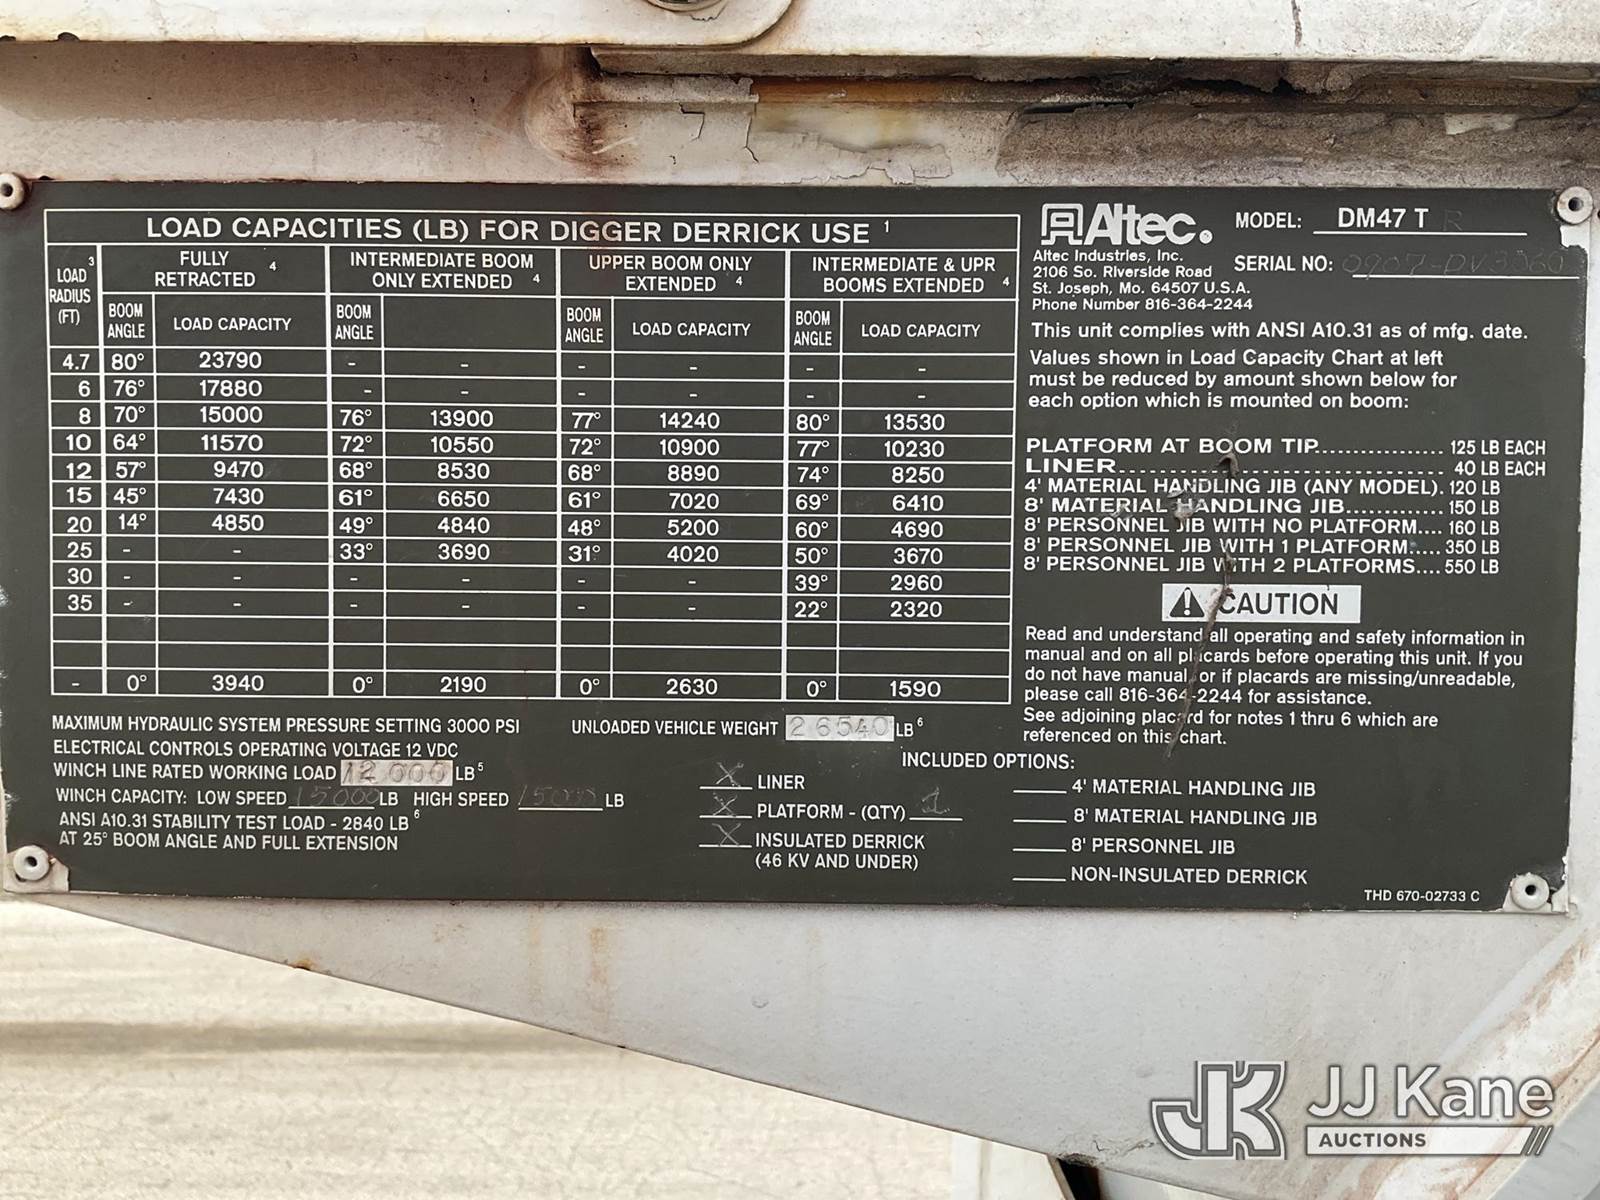 LOAD CAPACITIES (LB) FOR DIGGER DERRICK USE 1
LOAD RADIUS (FT) 3 | FULLY RETRACTED 4 | INTERMEDIATE BOOM ONLY EXTENDED 4 | UPPER BOOM ONLY EXTENDED 4 | INTERMEDIATE & UPR BOOMS EXTENDED 4
BOOM ANGLE | LOAD CAPACITY | BOOM ANGLE | BOOM ANGLE | LOAD CAPACITY | BOOM ANGLE | LOAD CAPACITY
4.7 80° 23790 - - - - - -
6 76° 17880 - - - - - -
8 70° 15000 76° 13900 77° 14240 80° 13530
10 64° 11570 72° 10550 72° 10900 77° 10230
12 57° 9470 68° 8530 68° 8890 74° 8250
15 45° 7430 61° 6650 61° 7020 69° 6410
20 14° 4850 49° 4840 48° 5200 60° 4690
25 - - 33° 3690 31° 4020 50° 3670
30 - - - - - - 39° 2960
35 - - - - - - 22° 2320
- 0° 3940 0° 2190 0° 2630 0° 1590
MAXIMUM HYDRAULIC SYSTEM PRESSURE SETTING 3000 PSI
ELECTRICAL CONTROLS OPERATING VOLTAGE 12 VDC
WINCH LINE RATED WORKING LOAD 12000 LB 5
WINCH CAPACITY: LOW SPEED 15000 LB HIGH SPEED 15000 LB
ANSI A10.31 STABILITY TEST LOAD - 2840 LB 6
AT 25° BOOM ANGLE AND FULL EXTENSION
UNLOADED VEHICLE WEIGHT 26540 LB 6
INCLUDED OPTIONS:
X LINER
X PLATFORM - (QTY) 1
X INSULATED DERRICK
(46 KV AND UNDER)
4' MATERIAL HANDLING JIB
8' MATERIAL HANDLING JIB
8' PERSONNEL JIB
NON-INSULATED DERRICK
Altec.
Altec Industries, Inc.
2106 So. Riverside Road
St. Joseph, Mo. 64507 U.S.A.
Phone Number 816-364-2244
MODEL: DM47 TR
SERIAL NO:
This unit complies with ANSI A10.31 as of mfg. date.
Values shown in Load Capacity Chart at left
must be reduced by amount shown below for
each option which is mounted on boom:
PLATFORM AT BOOM TIP................. 125 LB EACH
LINER.................................. 40 LB EACH
4' MATERIAL HANDLING JIB (ANY MODEL). 120 LB
8' MATERIAL HANDLING JIB............. 150 LB
8' PERSONNEL JIB WITH NO PLATFORM.... 160 LB
8' PERSONNEL JIB WITH 1 PLATFORM..... 350 LB
8' PERSONNEL JIB WITH 2 PLATFORMS.... 550 LB
CAUTION
Read and understand all operating and safety information in
manual and on all placards before operating this unit. If you
do not have manual, or if placards are missing/unreadable,
please call 816-364-2244 for assistance.
See adjoining placard for notes 1 thru 6 which are
referenced on this chart.
THD 670-02733 C
JK JJ Kane
AUCTIONS